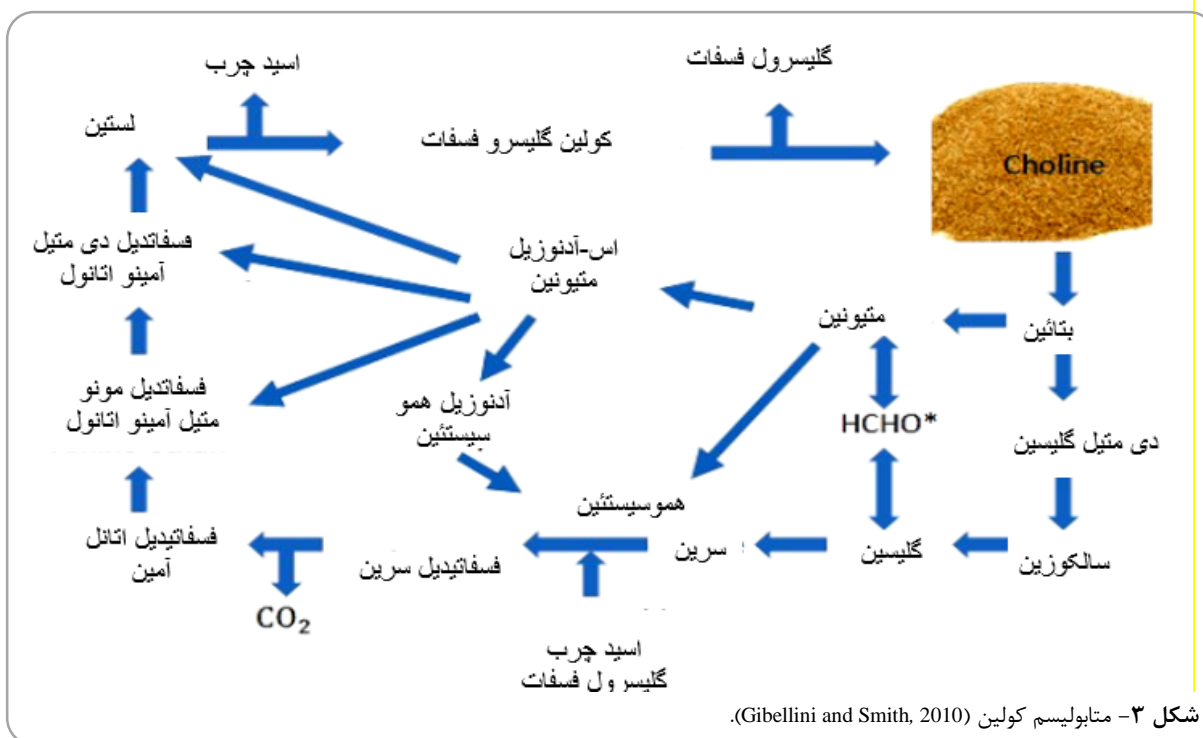 اسید چرب
گلیسرول فسفات
لستین
کولین گلیسرو فسفات
Choline
فسفاتدیل دی متیل
آمینو اتانول
اس-آدنوزیل
متیونین
متیونین
بتائین
فسفاتدیل مونو
متیل آمینو اتانول
آدنوزیل همو
سیستئین
HCHO*
دی متیل گلیسین
هموسیستئین
فسفاتیدیل اتانل
آمین
فسفاتیدیل سرین
سرین
گلیسین
سالکوزین
CO₂
اسید چرب
گلیسرول فسفات
شکل ۳- متابولیسم کولین (Gibellini and Smith, 2010).